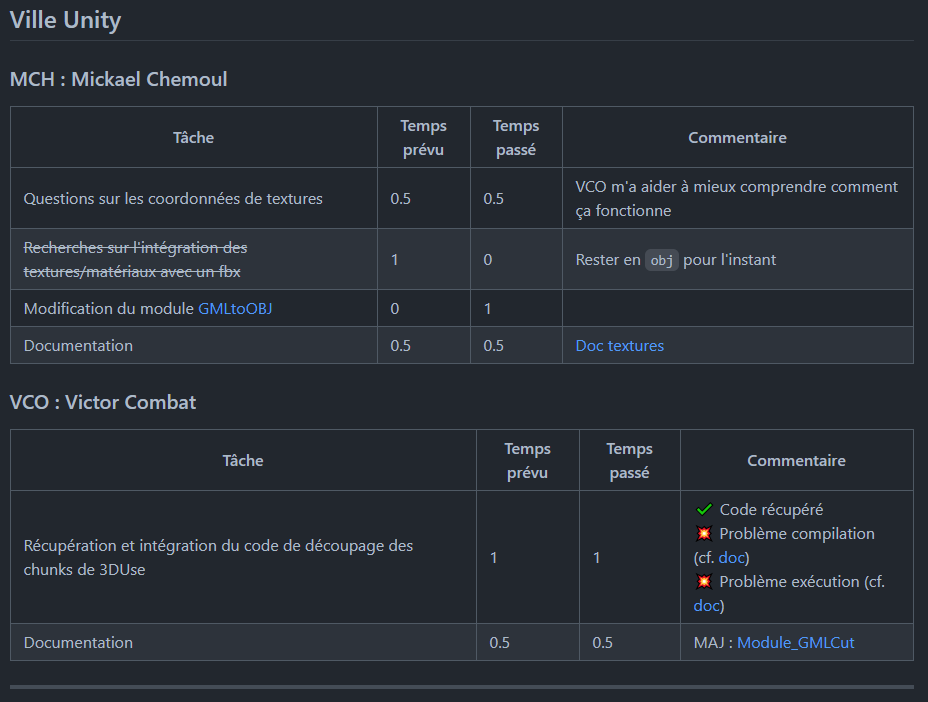 Ville Unity
MCH : Mickael Chemoul
Tâche
Temps
prévu
Temps
passé
Commentaire
Questions sur les coordonnées de textures
0.5
0.5
VCO m'a aider à mieux comprendre comment
ça fonctionne
Recherches sur l'intégration des
textures/matériaux avec un fbx
1
0
Rester en obj pour l'instant
Modification du module GMLtoOBJ
0
1
Documentation
0.5
0.5
Doc textures
VCO : Victor Combat
Tâche
Temps
prévu
Temps
passé
Commentaire
Récupération et intégration du code de découpage des
chunks de 3DUse
1
1
✔ Code récupéré
💥 Problème compilation
(cf. doc)
💥 Problème exécution (cf.
doc)
Documentation
0.5
0.5
MAJ : Module_GMLCut